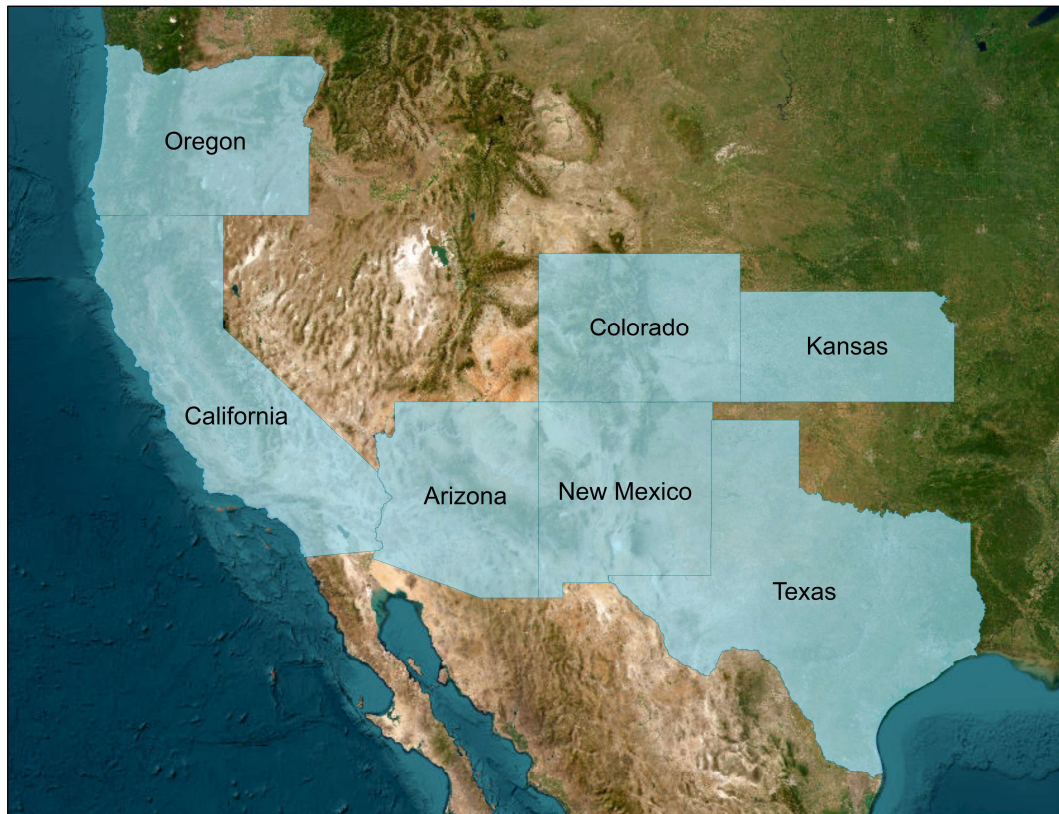 Oregon
Colorado
Kansas
California
Arizona
New Mexico
Texas